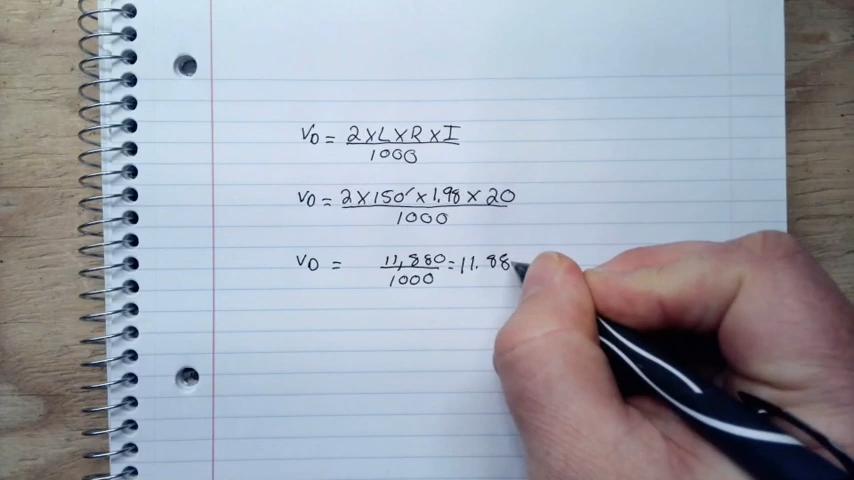 VD = 2 x L x R x I
1000
VD = 2 x 150' x 1.98 x 20
1000
VD = 11,880 = 11.88
1000